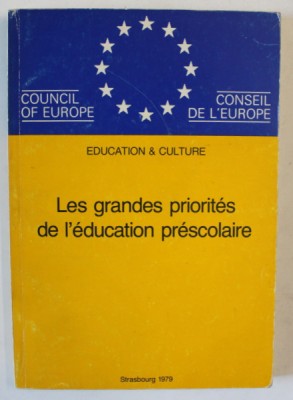 COUNCIL
OF EUROPE
CONSEIL
DE L'EUROPE
EDUCATION & CULTURE
Les grandes priorités
de l'éducation préscolaire
Strasbourg 1979